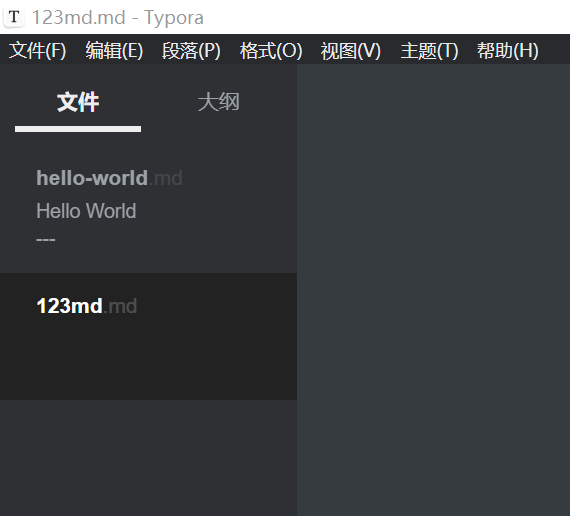 T 123md.md - Typora
文件(F) 编辑(E) 段落(P) 格式(O) 视图(V) 主题(T) 帮助(H)
文件 大纲
hello-world.md
Hello World
---
123md.md